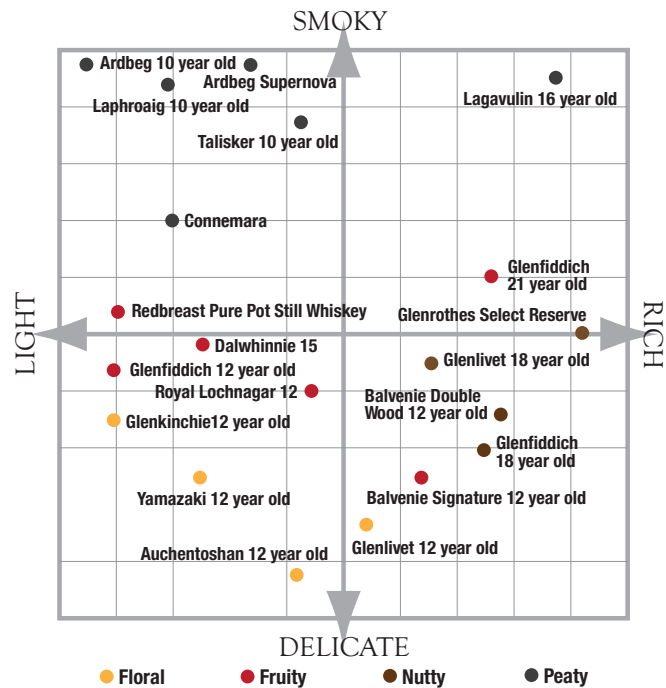 SMOKY
Ardbeg 10 year old
Ardbeg Supernova
Laphroaig 10 year old
Lagavulin 16 year old
Talisker 10 year old
Connemara
Glenfiddich
21 year old
Redbreast Pure Pot Still Whiskey
Glenrothes Select Reserve
LIGHT
RICH
Dalwhinnie 15
Glenlivet 18 year old
Glenfiddich 12 year old
Royal Lochnagar 12
Balvenie Double
Wood 12 year old
Glenkinchie12 year old
Glenfiddich
18 year old
Yamazaki 12 year old
Balvenie Signature 12 year old
Auchentoshan 12 year old
Glenlivet 12 year old
DELICATE
Floral
Fruity
Nutty
Peaty